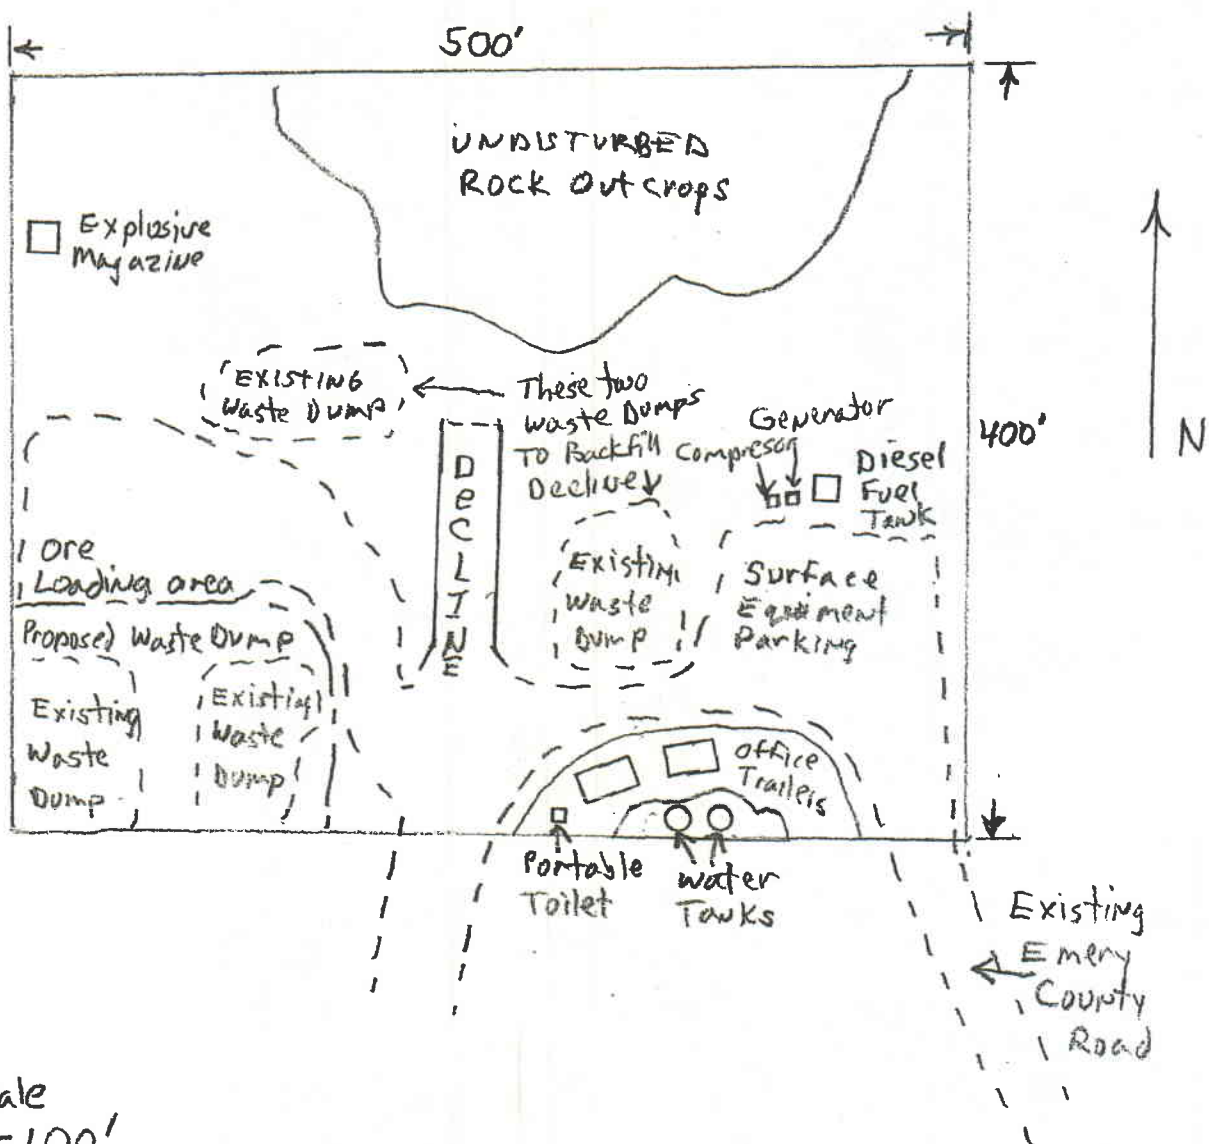 500'
UNDISTURBED
ROCK OutCrops
Explosive
Magazine
EXISTING
Waste Dump
These two
Waste Dumps
To Backfill
Decline
Generator
Compresor
Diesel
Fuel
Tank
400'
N
DeCLINE
Ore
Loading area
Proposed Waste Dump
Existing
Waste
Dump
Existing
Waste
Dump
Existing
Waste
Dump
Surface
Equipment
Parking
Office
Trailers
Portable
Toilet
Water
Tanks
Existing
Emery
County
Road
ale
=100'